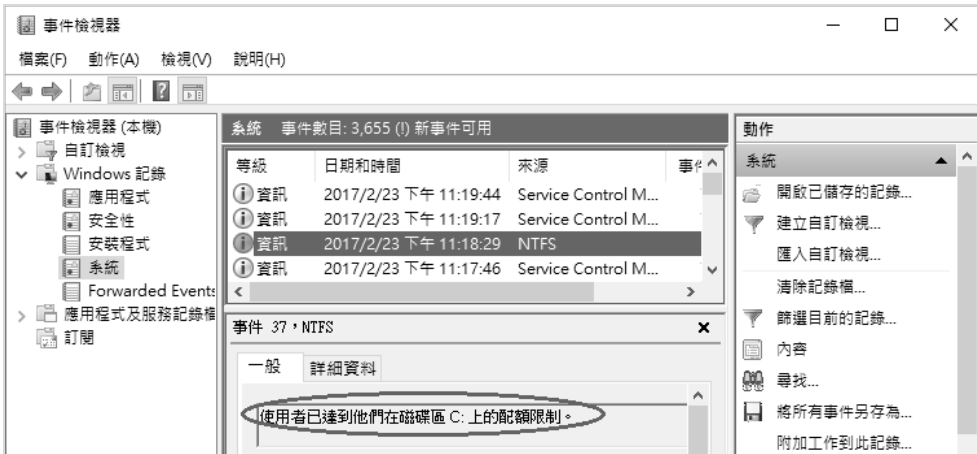 事件檢視器
檔案(F) 動作(A) 檢視(V) 說明(H)
事件檢視器 (本機)
自訂檢視
Windows 記錄
應用程式
安全性
安裝程式
系統
Forwarded Events
應用程式及服務記錄檔
訂閱
系統 事件數目: 3,655 (!) 新事件可用
等級 日期和時間 來源 事件
資訊 2017/2/23 下午 11:19:44 Service Control M...
資訊 2017/2/23 下午 11:19:17 Service Control M...
資訊 2017/2/23 下午 11:18:29 NTFS
資訊 2017/2/23 下午 11:17:46 Service Control M...
事件 37，NTFS
一般 詳細資料
使用者已達到他們在磁碟區 C: 上的配額限制。
動作
系統
開啟已儲存的記錄...
建立自訂檢視...
匯入自訂檢視...
清除記錄檔...
篩選目前的記錄...
內容
尋找...
將所有事件另存為...
附加工作到此記錄...